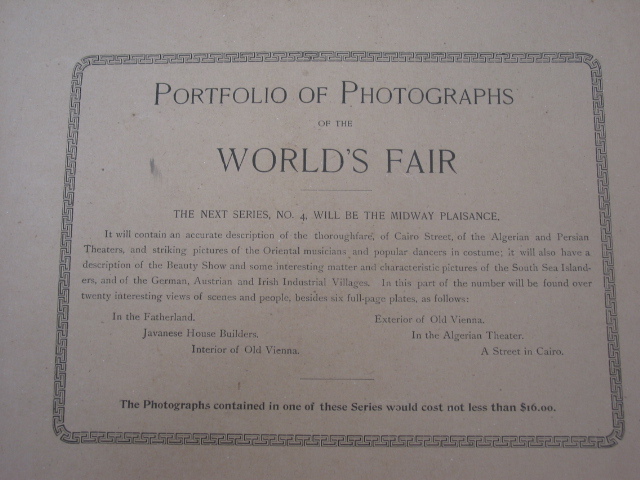 PORTFOLIO OF PHOTOGRAPHS
OF THE
WORLD'S FAIR
THE NEXT SERIES, NO. 4, WILL BE THE MIDWAY PLAISANCE.
It will contain an accurate description of the thoroughfare, of Cairo Street, of the Algerian and Persian
Theaters, and striking pictures of the Oriental musicians and popular dancers in costume; it will also have a
description of the Beauty Show and some interesting matter and characteristic pictures of the South Sea Island-
ers, and of the German, Austrian and Irish Industrial Villages. In this part of the number will be found over
twenty interesting views of scenes and people, besides six full-page plates, as follows:
In the Fatherland. Exterior of Old Vienna.
Javanese House Builders. In the Algerian Theater.
Interior of Old Vienna. A Street in Cairo.
The Photographs contained in one of these Series would cost not less than $16.00.